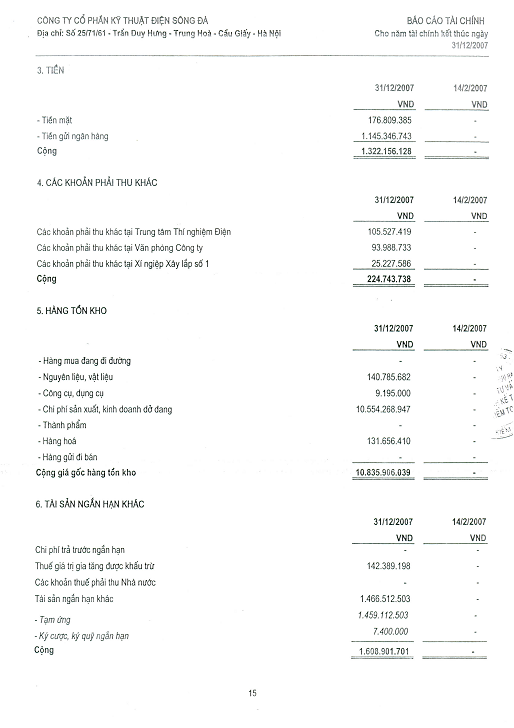 CÔNG TY CỔ PHẦN KỸ THUẬT ĐIỆN SÔNG ĐÀ BÁO CÁO TÀI CHÍNH
Địa chỉ: Số 25/71/61 - Trần Duy Hưng - Trung Hoà - Cầu Giấy - Hà Nội Cho năm tài chính kết thúc ngày
31/12/2007
3. TIỀN
31/12/2007 14/2/2007
VND VND
- Tiền mặt 176.809.385 -
- Tiền gửi ngân hàng 1.145.346.743 -
Cộng 1.322.156.128 -
4. CÁC KHOẢN PHẢI THU KHÁC
31/12/2007 14/2/2007
VND VND
Các khoản phải thu khác tại Trung tâm Thí nghiệm Điện 105.527.419 -
Các khoản phải thu khác tại Văn phòng Công ty 93.988.733 -
Các khoản phải thu khác tại Xí ngiệp Xây lắp số 1 25.227.586 -
Cộng 224.743.738 -
5. HÀNG TỒN KHO
31/12/2007 14/2/2007
VND VND
- Hàng mua đang đi đường - -
- Nguyên liệu, vật liệu 140.785.682 -
- Công cụ, dụng cụ 9.195.000 -
- Chi phí sản xuất, kinh doanh dở dang 10.554.268.947 -
- Thành phẩm - -
- Hàng hoá 131.656.410 -
- Hàng gửi đi bán - -
Cộng giá gốc hàng tồn kho 10.835.906.039 -
6. TÀI SẢN NGẮN HẠN KHÁC
31/12/2007 14/2/2007
VND VND
Chi phí trả trước ngắn hạn - -
Thuế giá trị gia tăng được khấu trừ 142.389.198 -
Các khoản thuế phải thu Nhà nước - -
Tài sản ngắn hạn khác 1.466.512.503 -
- Tạm ứng 1.459.112.503 -
- Ký cược, ký quỹ ngắn hạn 7.400.000 -
Cộng 1.608.901.701 -
15